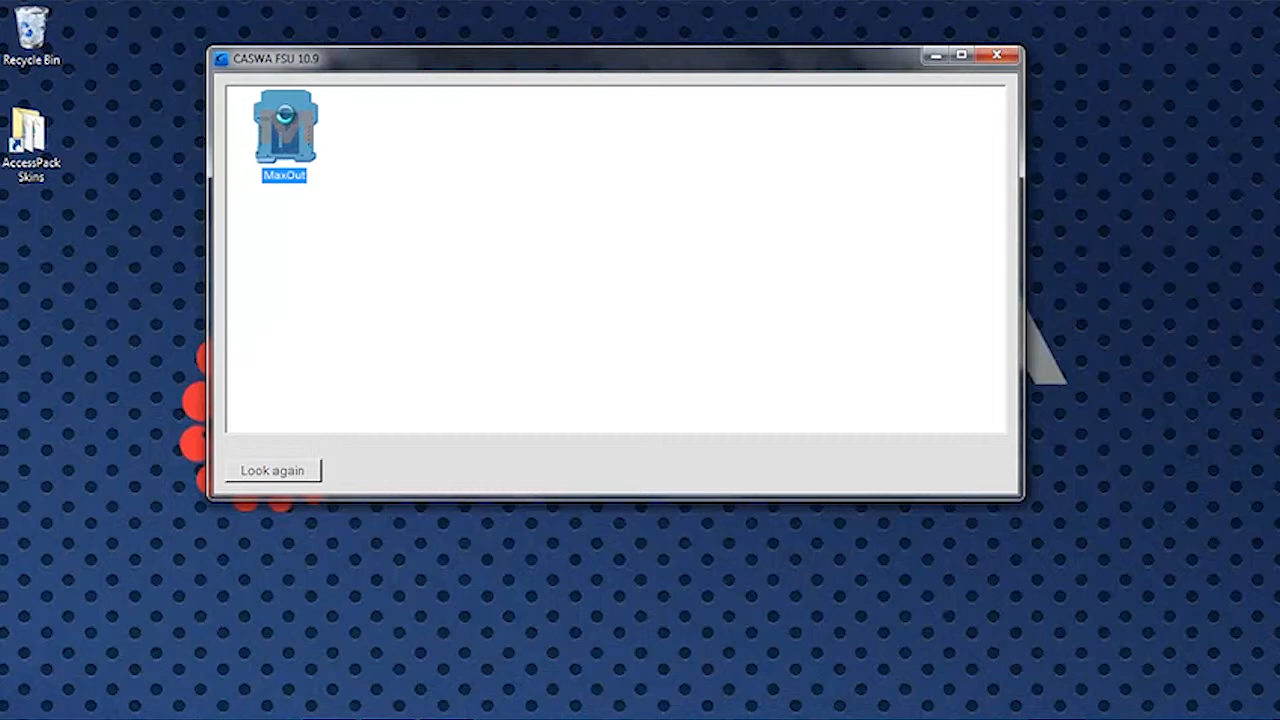 Recycle Bin
AccessPack
Skins
CASWA FSU 10.9
MaxOut
Look again